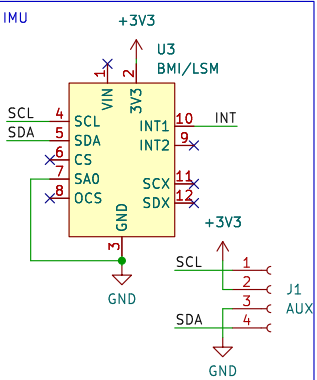 IMU
+3V3
U3
BMI/LSM
1
2
VIN
3V3
SCL 4 SCL
SDA 5 SDA
6 CS
7 SA0
8 OCS
INT1 10 INT
INT2 9
SCX 11
SDX 12
GND
3
GND
+3V3
SCL 1
2
3
SDA 4
J1
AUX
GND